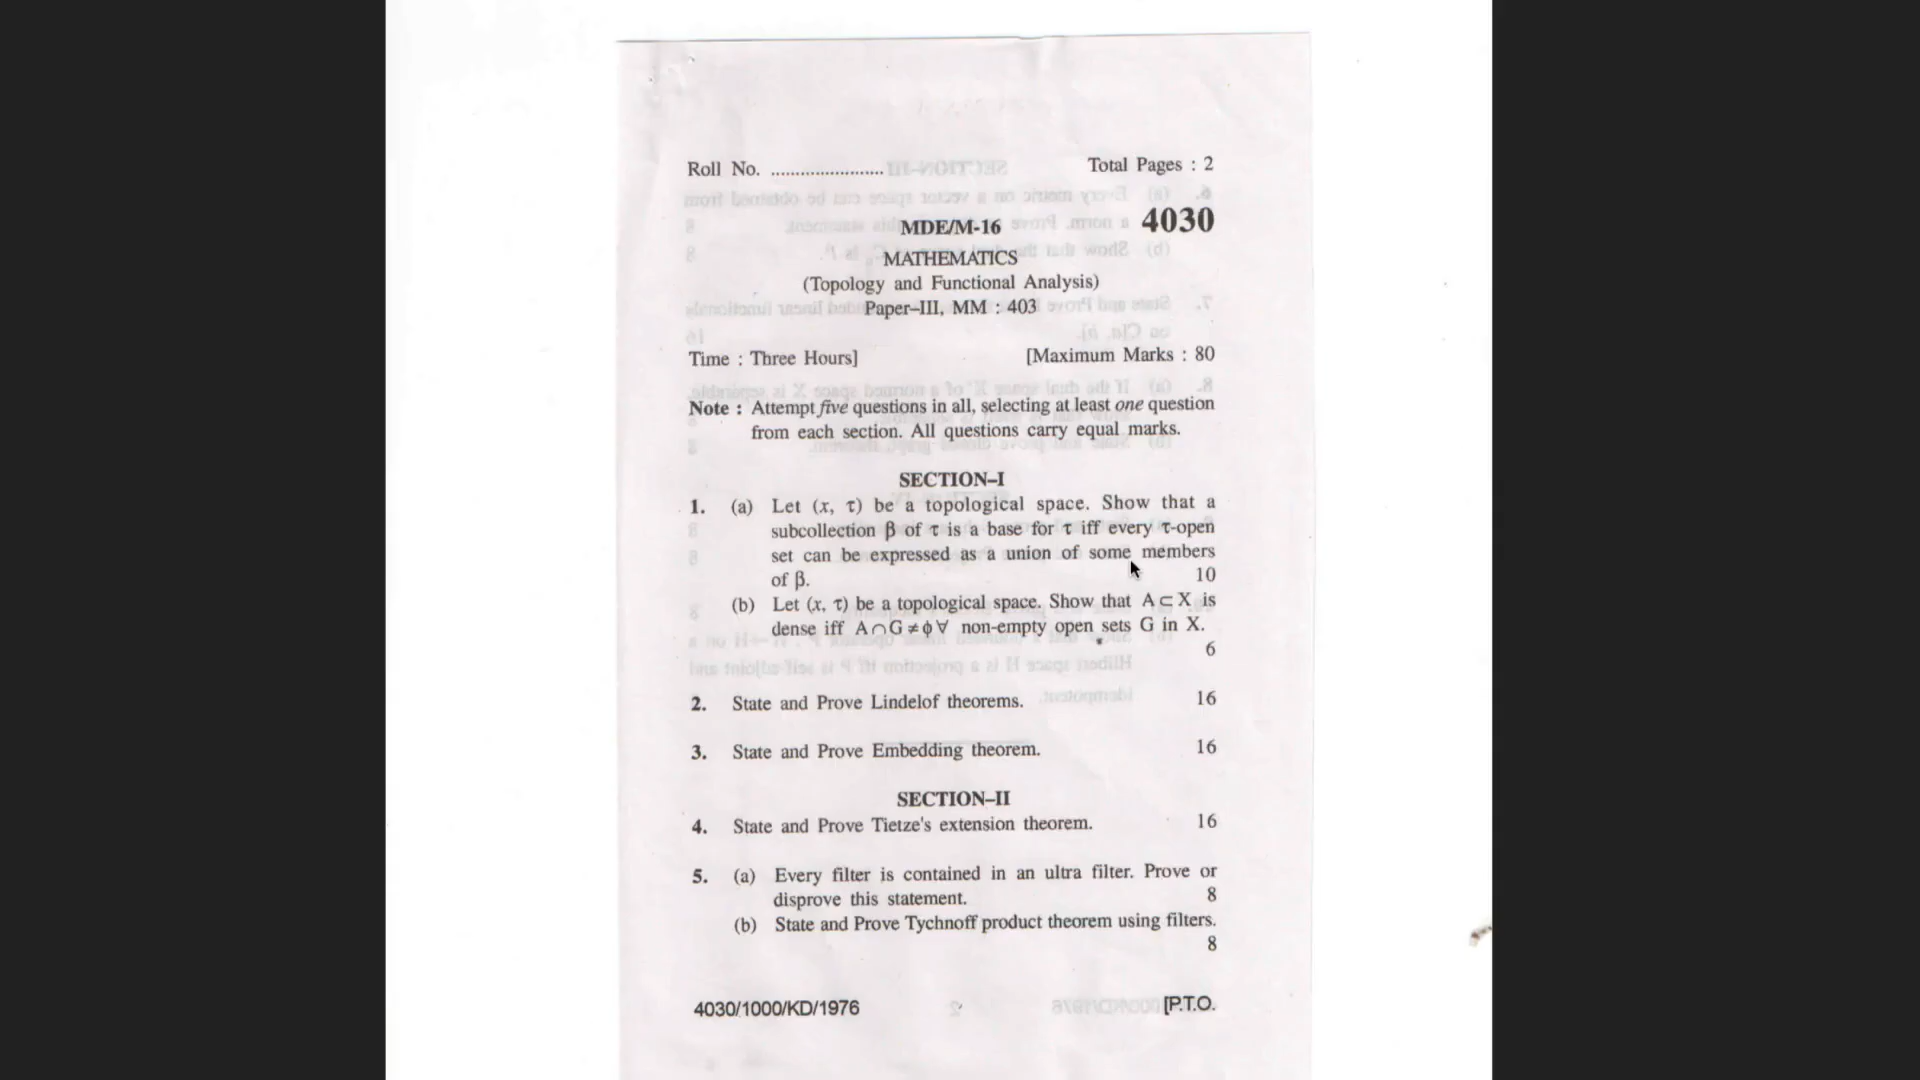 Roll No. ....................... Total Pages : 2
4030
MDE/M-16
MATHEMATICS
(Topology and Functional Analysis)
Paper–III, MM : 403
Time : Three Hours] [Maximum Marks : 80
Note : Attempt five questions in all, selecting at least one question
from each section. All questions carry equal marks.
SECTION–I
1. (a) Let (x, τ) be a topological space. Show that a
subcollection β of τ is a base for τ iff every τ-open
set can be expressed as a union of some members
of β. 10
(b) Let (x, τ) be a topological space. Show that A ⊂ X is
dense iff A ∩ G ≠ ϕ ∀ non-empty open sets G in X.
6
2. State and Prove Lindelof theorems. 16
3. State and Prove Embedding theorem. 16
SECTION–II
4. State and Prove Tietze's extension theorem. 16
5. (a) Every filter is contained in an ultra filter. Prove or
disprove this statement. 8
(b) State and Prove Tychnoff product theorem using filters.
8
4030/1000/KD/1976 [P.T.O.